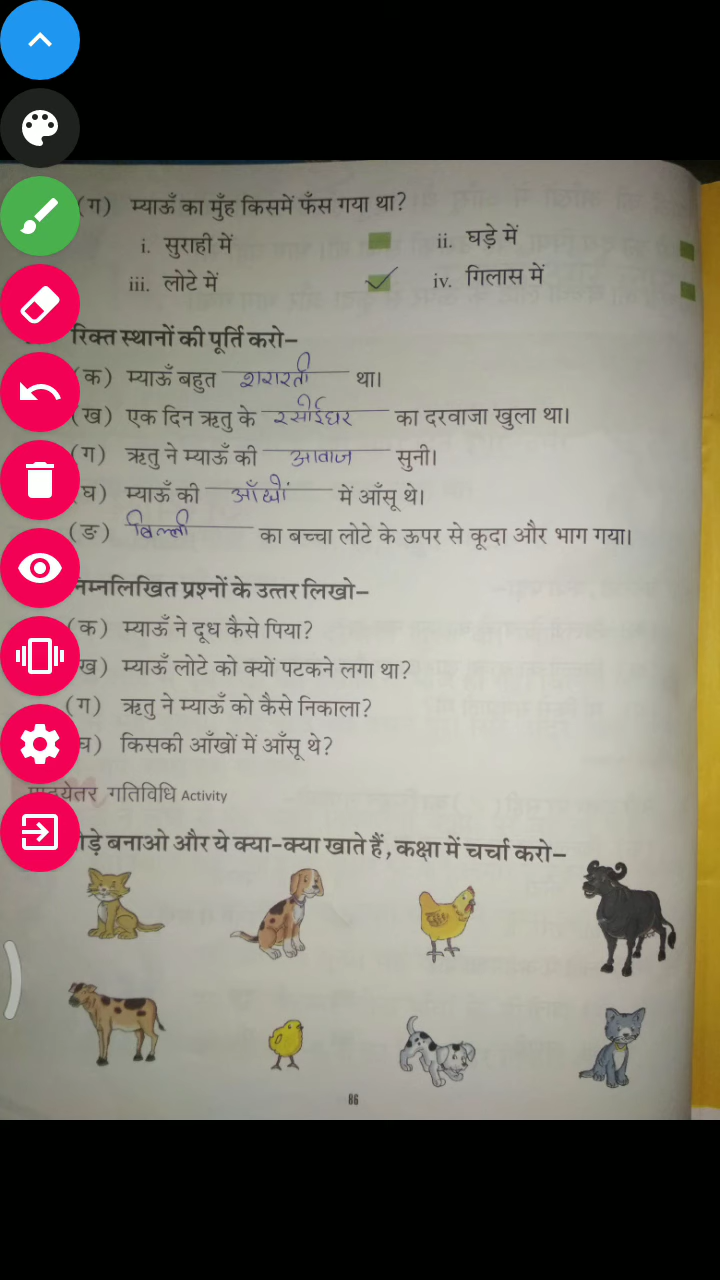 (ग) म्याऊँ का मुँह किसमें फँस गया था?
i. सुराही में ii. घड़े में
iii. लोटे में iv. गिलास में
रिक्त स्थानों की पूर्ति करो–
(क) म्याऊँ बहुत शरारती था।
(ख) एक दिन ऋतु के रसोईघर का दरवाजा खुला था।
(ग) ऋतु ने म्याऊँ की आवाज सुनी।
घ) म्याऊँ की आँखों में आँसू थे।
(ङ) बिल्ली का बच्चा लोटे के ऊपर से कूदा और भाग गया।
निम्नलिखित प्रश्नों के उत्तर लिखो–
(क) म्याऊँ ने दूध कैसे पिया?
ख) म्याऊँ लोटे को क्यों पटकने लगा था?
(ग) ऋतु ने म्याऊँ को कैसे निकाला?
घ) किसकी आँखों में आँसू थे?
गतिविधि Activity
बनाओ और ये क्या-क्या खाते हैं, कक्षा में चर्चा करो–
86